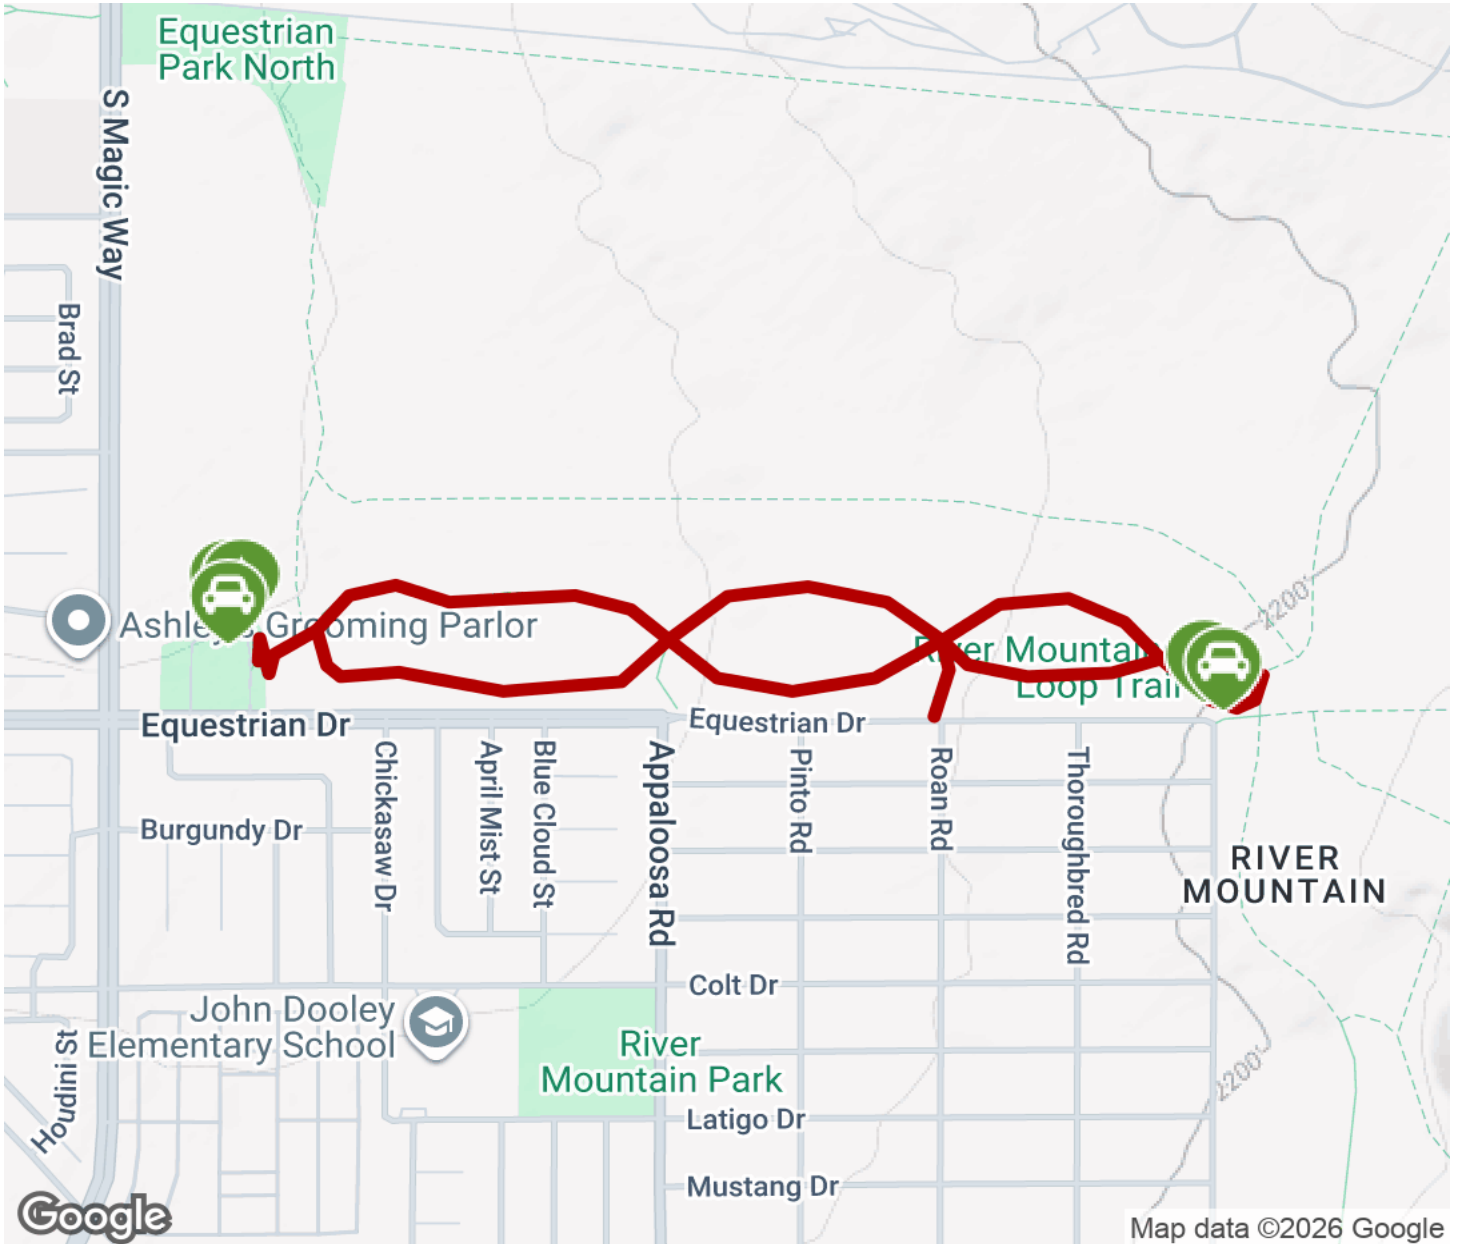 Equestrian
Park North
S Magic Way
Brad St
Ashley's Grooming Parlor
2200'
River Mountain
Loop Trail
Equestrian Dr
Equestrian Dr
Chickasaw Dr
April Mist St
Blue Cloud St
Appaloosa Rd
Pinto Rd
Roan Rd
Thoroughbred Rd
Burgundy Dr
RIVER
MOUNTAIN
Colt Dr
John Dooley
Elementary School
Houdini St
River
Mountain Park
2200'
Latigo Dr
Mustang Dr
Google
Map data ©2026 Google